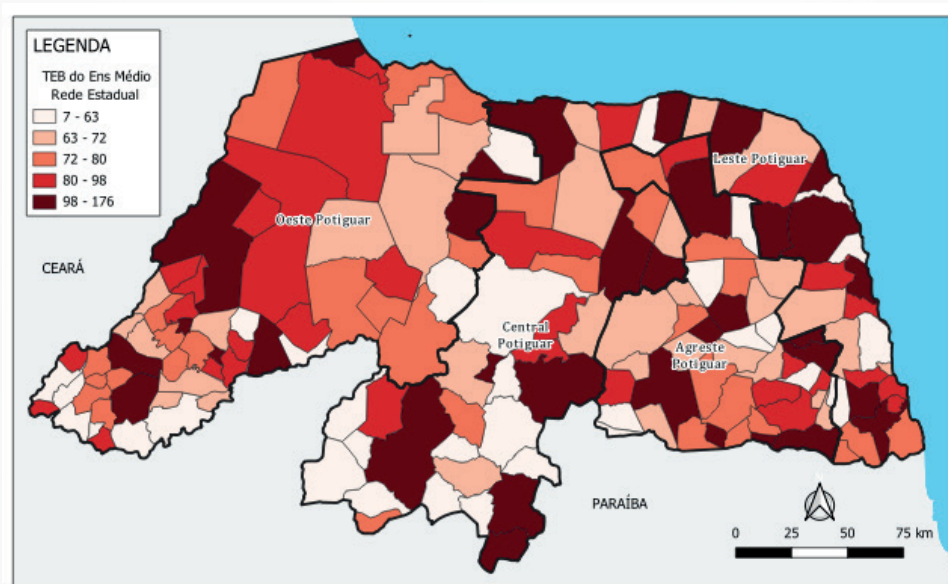 LEGENDA
TEB do Ens Médio
Rede Estadual
7 - 63
63 - 72
72 - 80
80 - 98
98 - 176
Leste Potiguar
Oeste Potiguar
CEARÁ
Central
Potiguar
Agreste
Potiguar
PARAÍBA
0 25 50 75 km